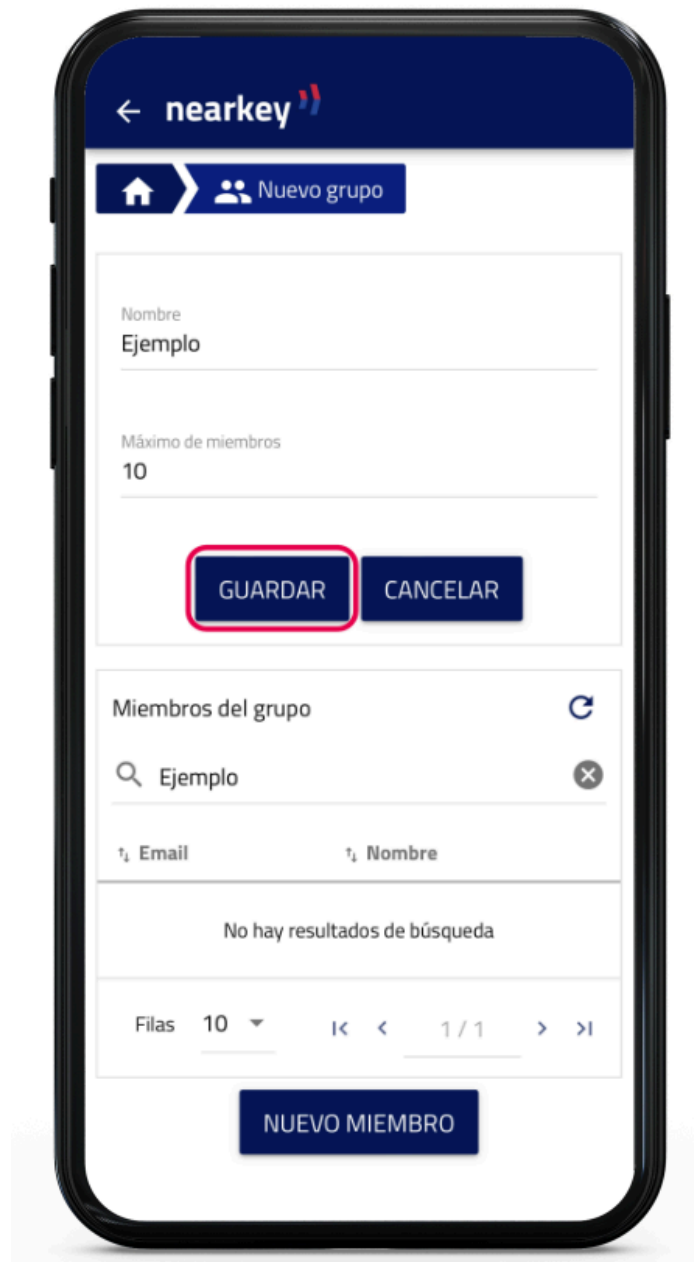 nearkey
Nuevo grupo
Nombre
Ejemplo
Máximo de miembros
10
GUARDAR CANCELAR
Miembros del grupo
Ejemplo
Email Nombre
No hay resultados de búsqueda
Filas 10 1 / 1
NUEVO MIEMBRO